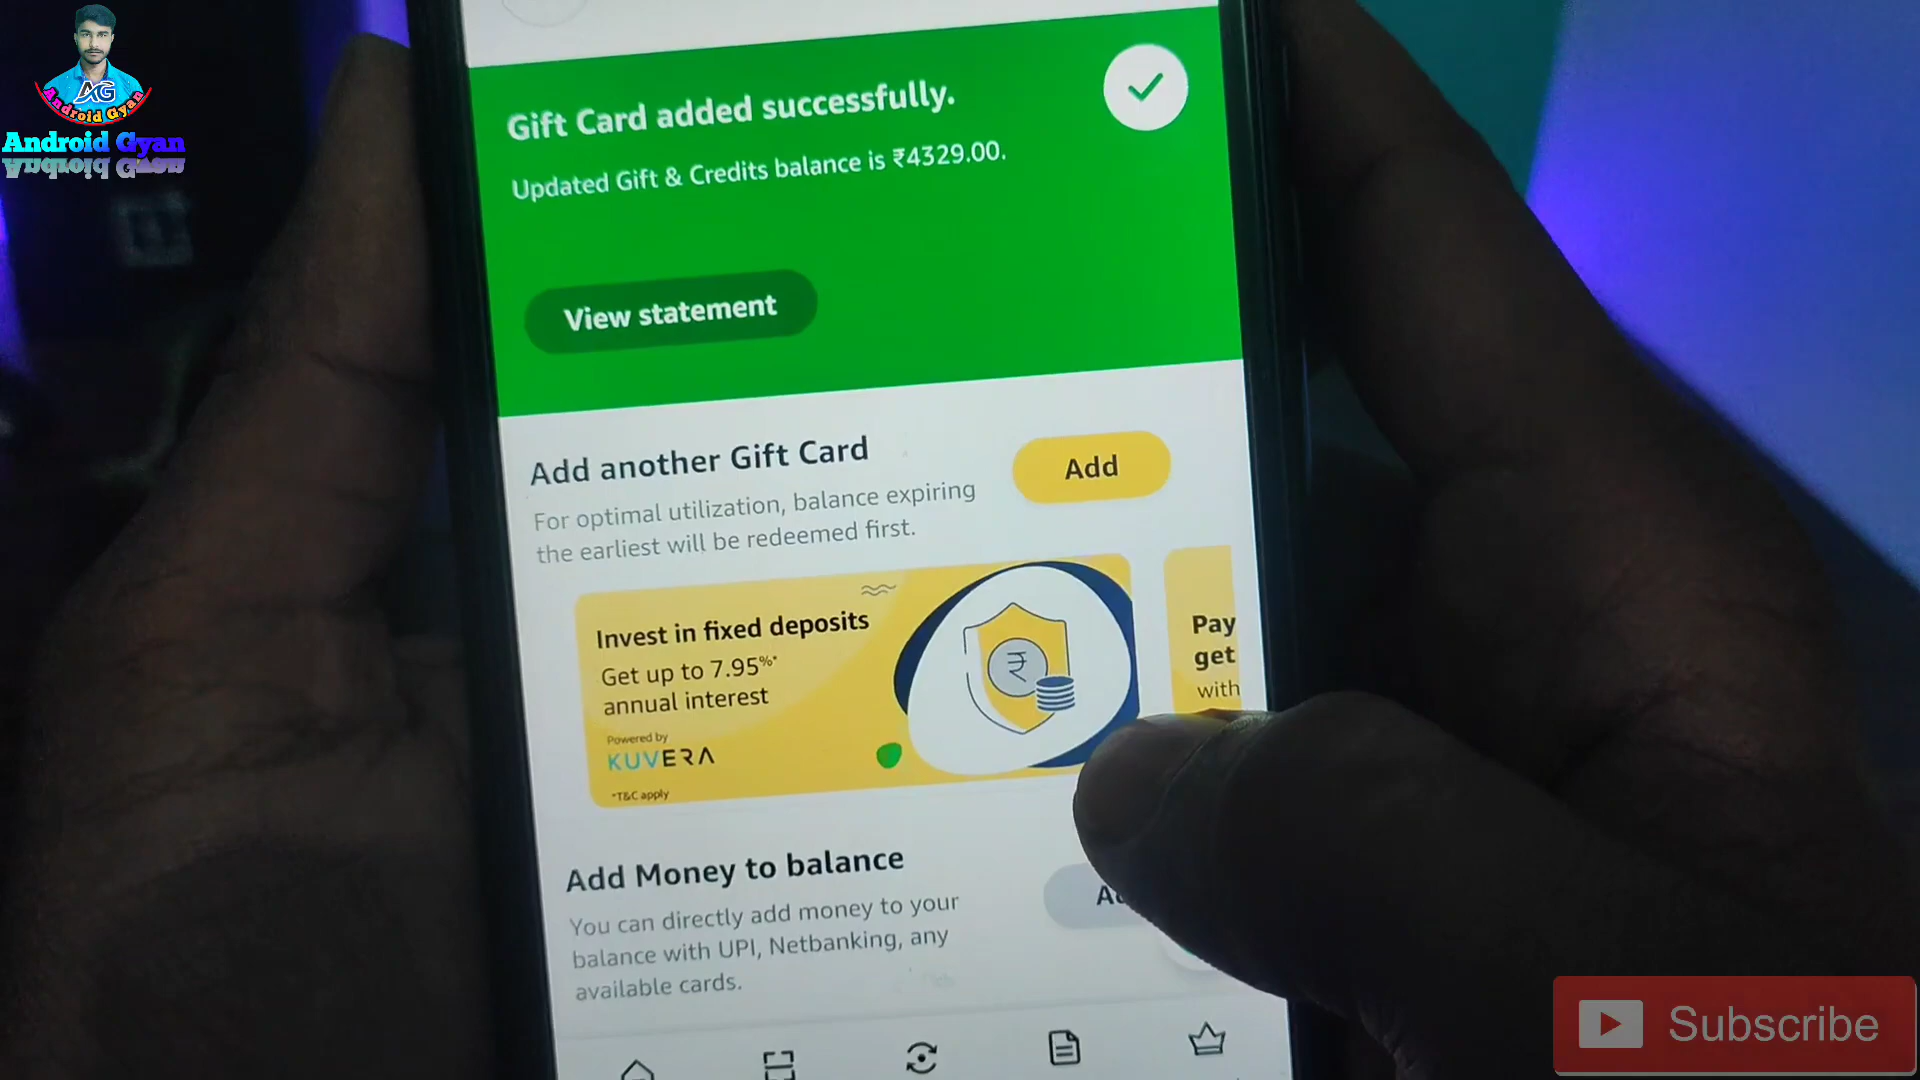 AG
Android Gyan
Android Gyan
Gift Card added successfully.
Updated Gift & Credits balance is ₹4329.00.
View statement
Add another Gift Card
Add
For optimal utilization, balance expiring
the earliest will be redeemed first.
Invest in fixed deposits
Get up to 7.95%*
annual interest
Powered by
KUVERA
*T&C apply
Pay
get
with
Add Money to balance
You can directly add money to your
balance with UPI, Netbanking, any
available cards.
Subscribe